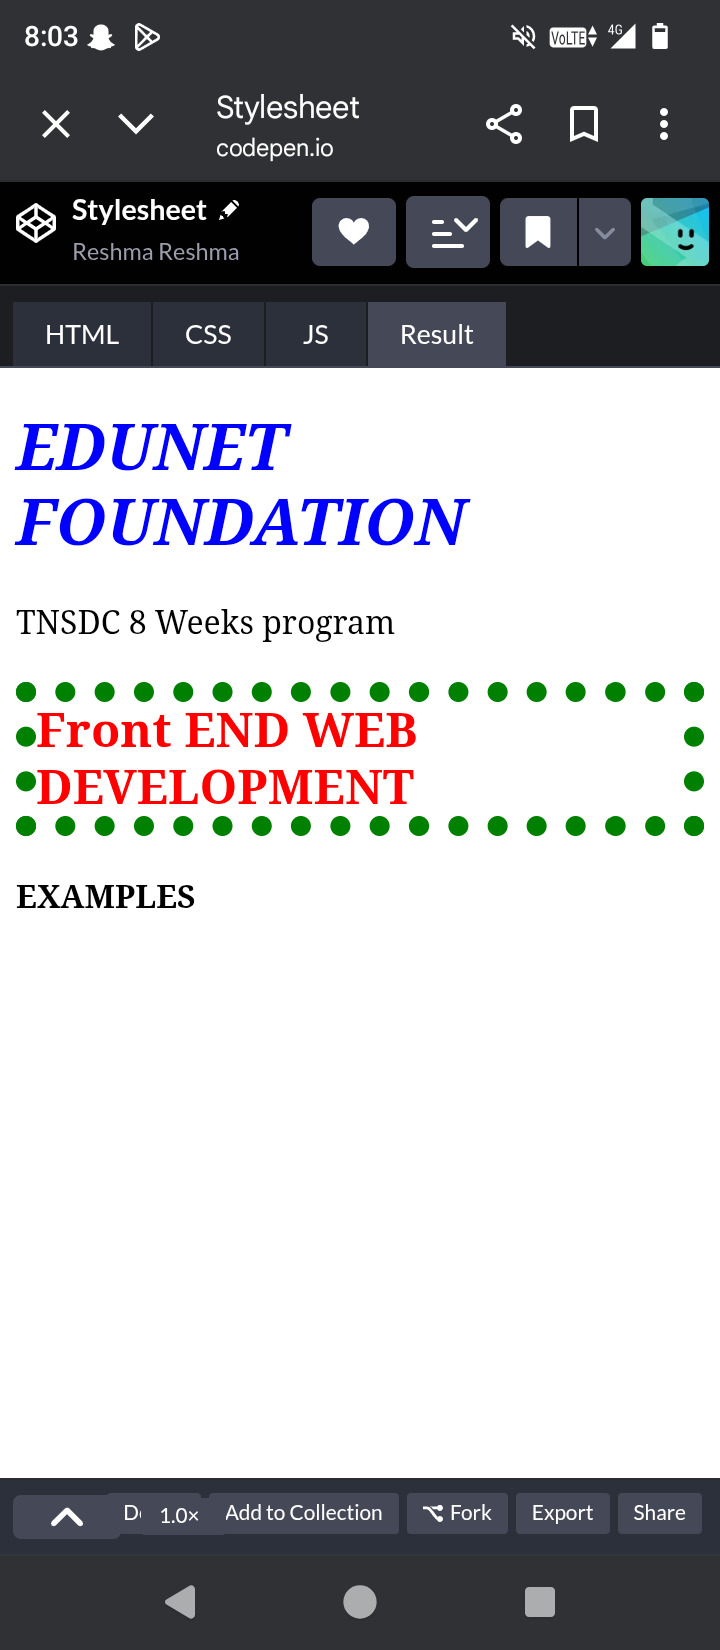 8:03
VoLTE 4G
Stylesheet
codepen.io
Stylesheet
Reshma Reshma
HTML CSS JS Result
EDUNET
FOUNDATION
TNSDC 8 Weeks program
Front END WEB
DEVELOPMENT
EXAMPLES
1.0× Add to Collection Fork Export Share